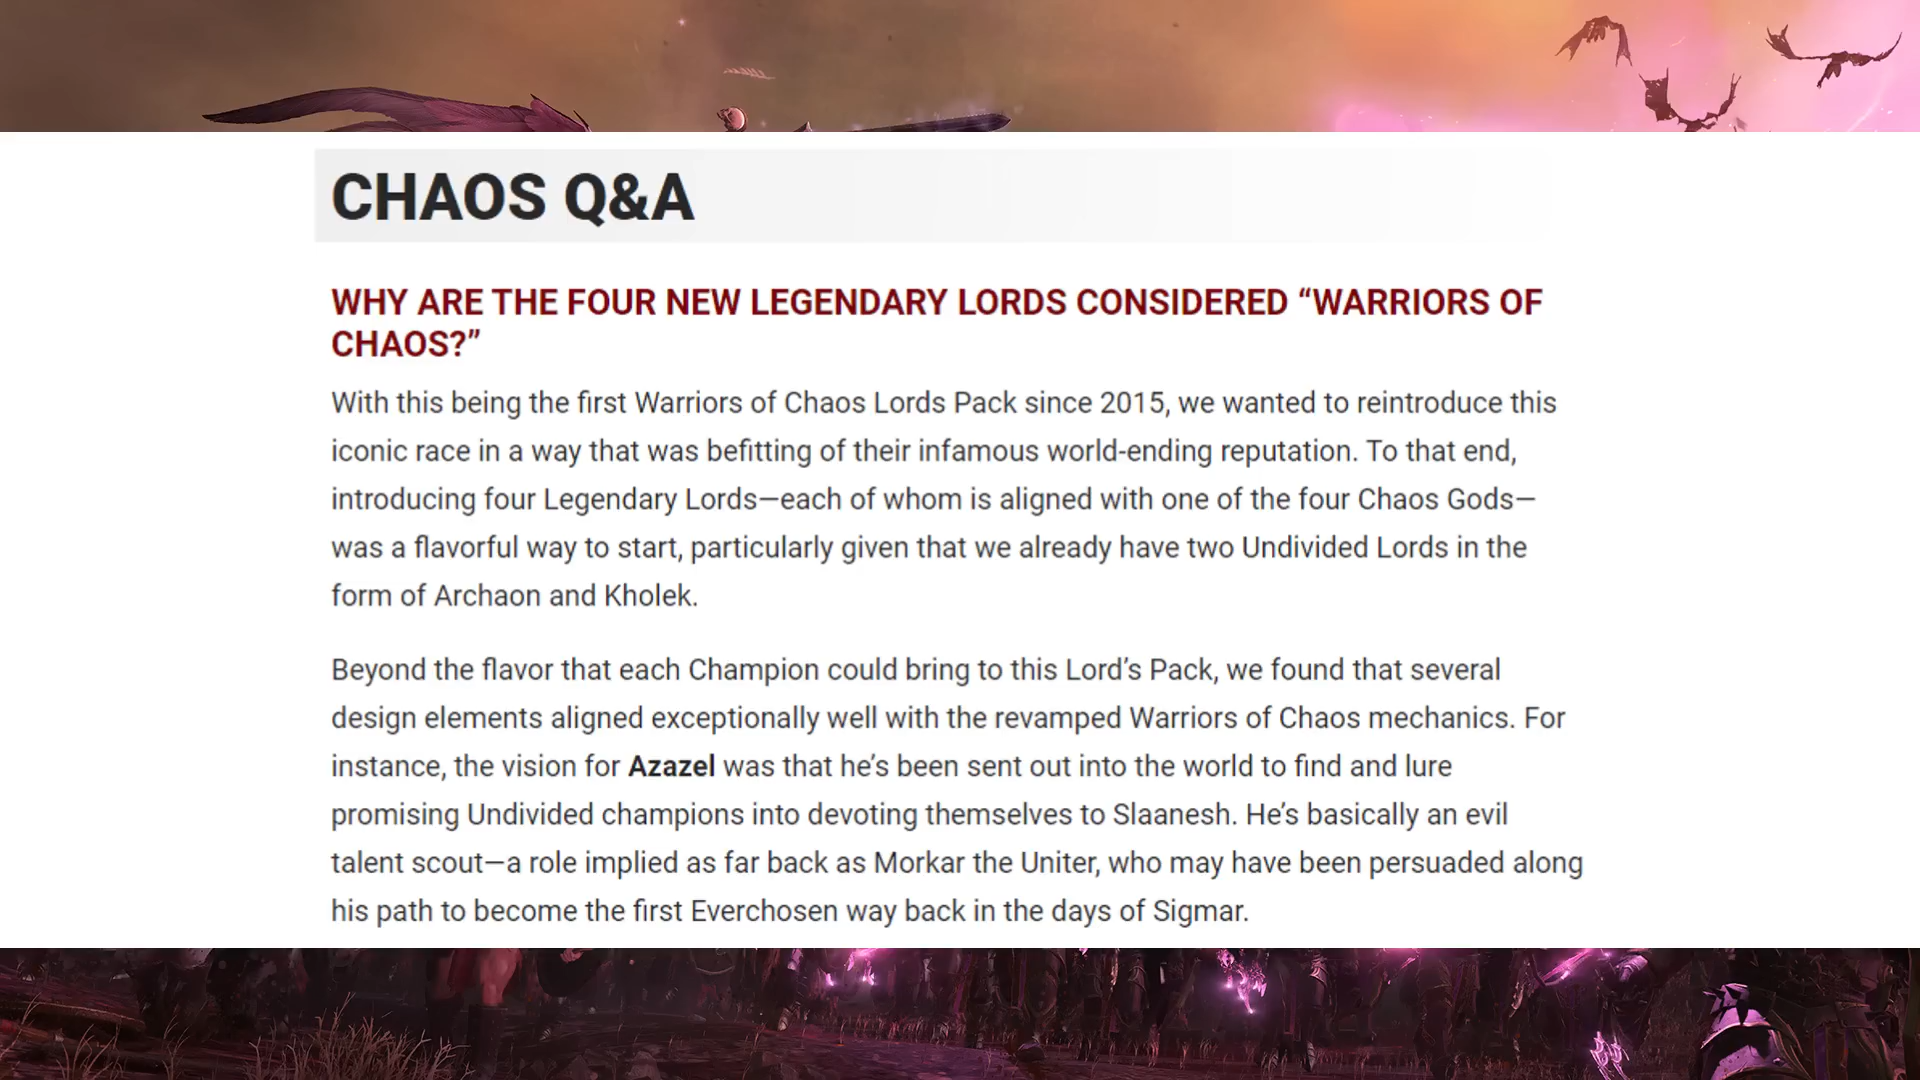 CHAOS Q&A
WHY ARE THE FOUR NEW LEGENDARY LORDS CONSIDERED “WARRIORS OF
CHAOS?”
With this being the first Warriors of Chaos Lords Pack since 2015, we wanted to reintroduce this
iconic race in a way that was befitting of their infamous world-ending reputation. To that end,
introducing four Legendary Lords—each of whom is aligned with one of the four Chaos Gods—
was a flavorful way to start, particularly given that we already have two Undivided Lords in the
form of Archaon and Kholek.
Beyond the flavor that each Champion could bring to this Lord’s Pack, we found that several
design elements aligned exceptionally well with the revamped Warriors of Chaos mechanics. For
instance, the vision for Azazel was that he’s been sent out into the world to find and lure
promising Undivided champions into devoting themselves to Slaanesh. He’s basically an evil
talent scout—a role implied as far back as Morkar the Uniter, who may have been persuaded along
his path to become the first Everchosen way back in the days of Sigmar.